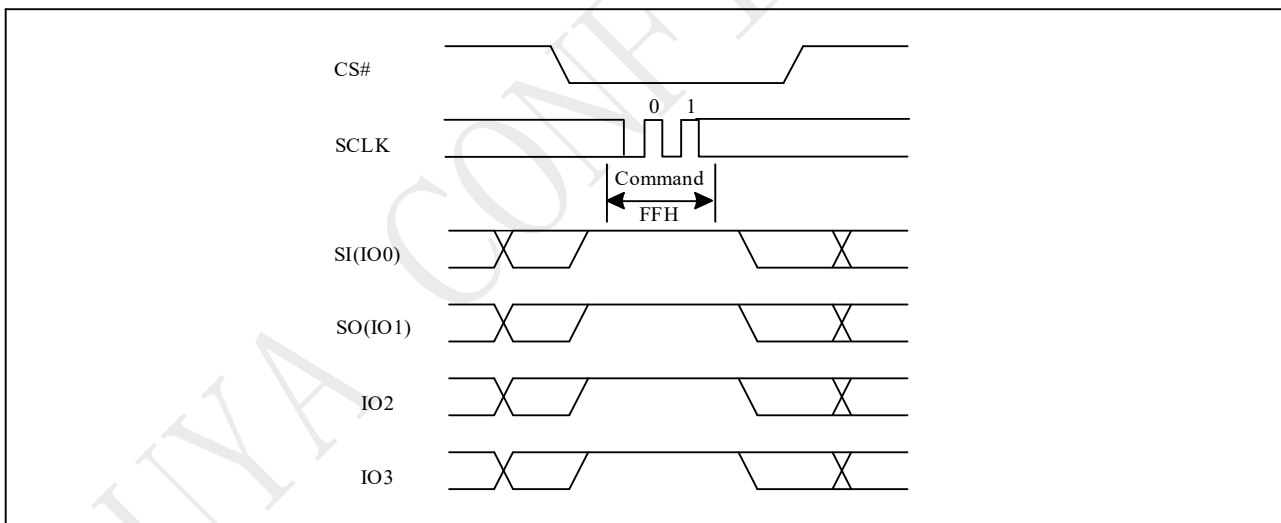 CS#
0 1
SCLK
Command
FFH
SI(IO0)
SO(IO1)
IO2
IO3